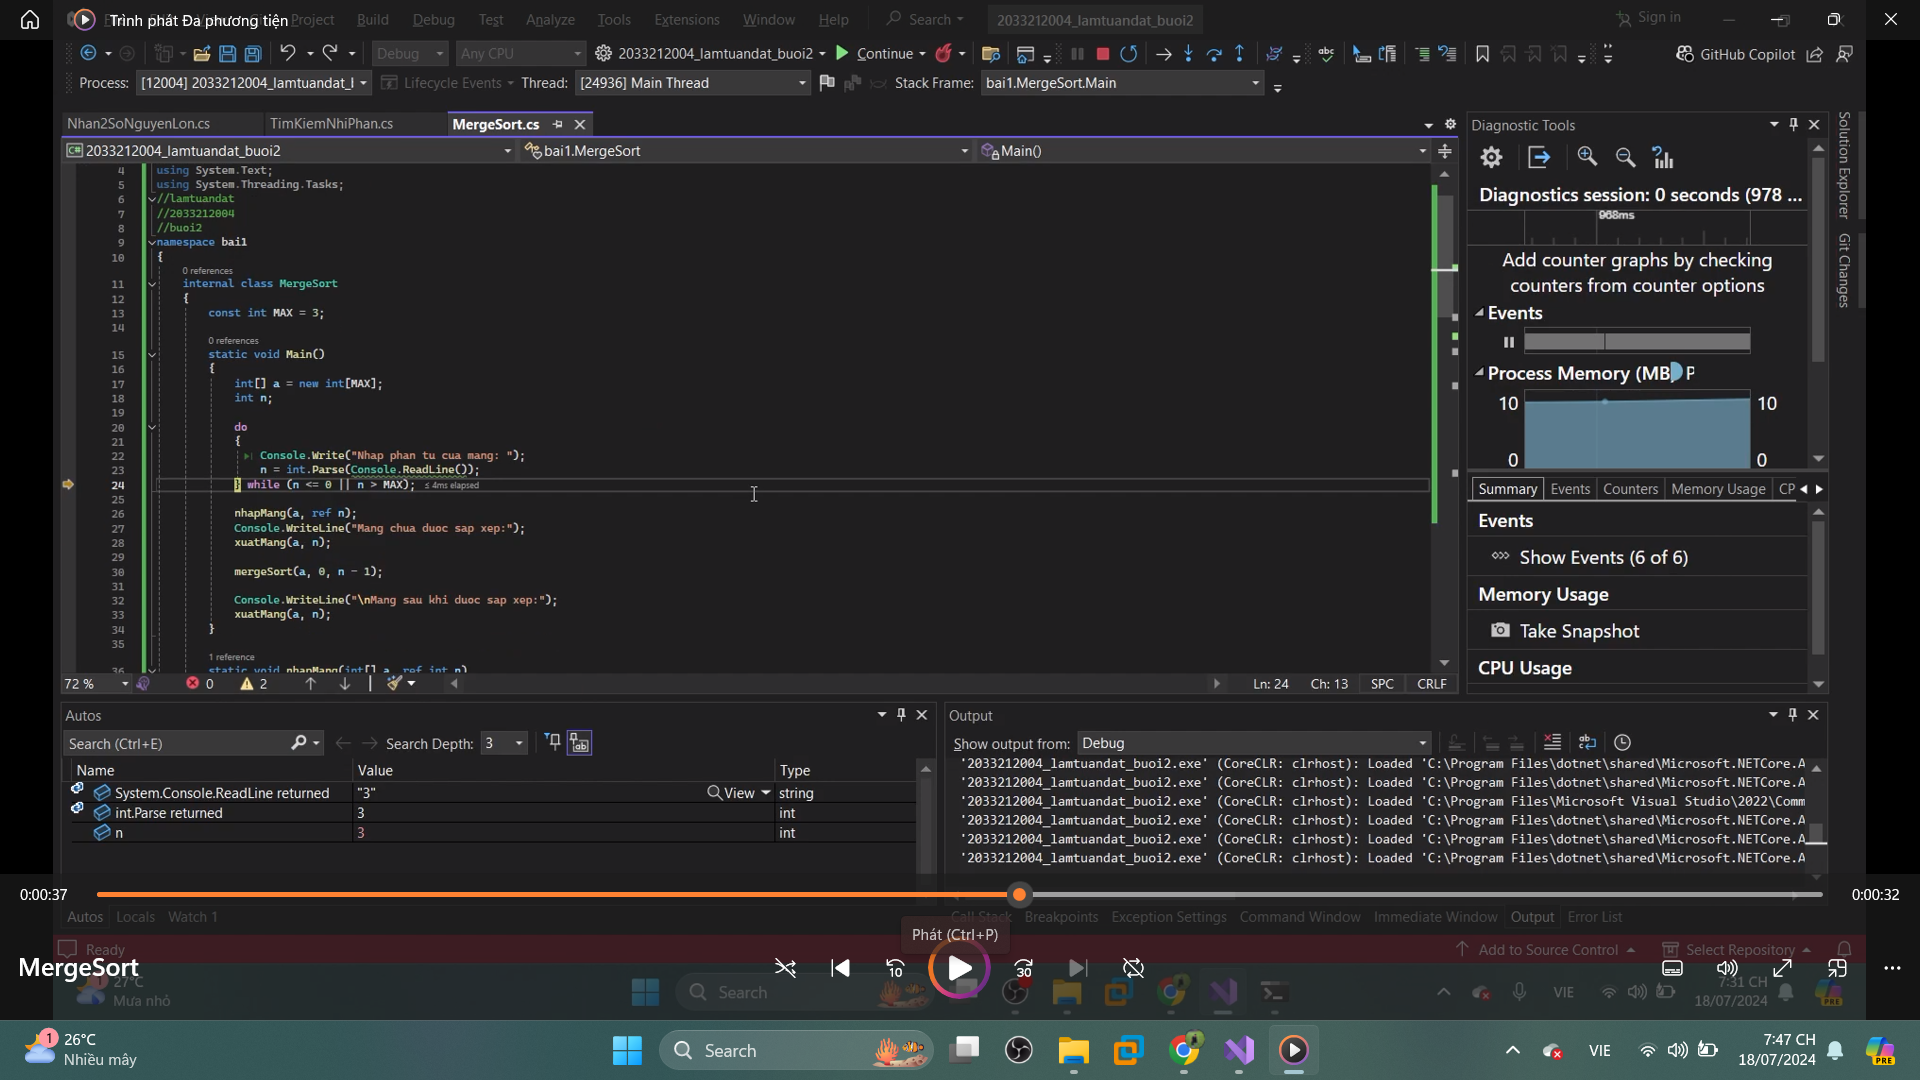 Trình phát Đa phương tiện
Project Build Debug Test Analyze Tools Extensions Window Help Search 2033212004_lamtuandat_buoi2 Sign in
Debug Any CPU 2033212004_lamtuandat_buoi2 Continue GitHub Copilot
Process: [12004] 2033212004_lamtuandat_l Lifecycle Events Thread: [24936] Main Thread Stack Frame: bai1.MergeSort.Main
Nhan2SoNguyenLon.cs TimKiemNhiPhan.cs MergeSort.cs
2033212004_lamtuandat_buoi2 bai1.MergeSort Main()
4 using System.Text;
5 using System.Threading.Tasks;
6 //lamtuandat
7 //2033212004
8 //buoi2
9 namespace bai1
10 {
0 references
11 internal class MergeSort
12 {
13 const int MAX = 3;
14
0 references
15 static void Main()
16 {
17 int[] a = new int[MAX];
18 int n;
19
20 do
21 {
22 Console.Write("Nhap phan tu cua mang: ");
23 n = int.Parse(Console.ReadLine());
24 } while (n <= 0 || n > MAX); ≤ 4ms elapsed
25
26 nhapMang(a, ref n);
27 Console.WriteLine("Mang chua duoc sap xep:");
28 xuatMang(a, n);
29
30 mergeSort(a, 0, n - 1);
31
32 Console.WriteLine("\nMang sau khi duoc sap xep:");
33 xuatMang(a, n);
34 }
35
1 reference
36 static void nhapMang(int[] a, ref int n)
72 % 0 2 Ln: 24 Ch: 13 SPC CRLF
Diagnostic Tools
Diagnostics session: 0 seconds (978 ...
968ms
Add counter graphs by checking
counters from counter options
Events
Process Memory (MB) P
10 10
0 0
Summary Events Counters Memory Usage CP
Events
Show Events (6 of 6)
Memory Usage
Take Snapshot
CPU Usage
Solution Explorer
Git Changes
Autos
Search (Ctrl+E) Search Depth: 3
Name Value Type
System.Console.ReadLine returned "3" View string
int.Parse returned 3 int
n 3 int
Output
Show output from: Debug
'2033212004_lamtuandat_buoi2.exe' (CoreCLR: clrhost): Loaded 'C:\Program Files\dotnet\shared\Microsoft.NETCore.A
'2033212004_lamtuandat_buoi2.exe' (CoreCLR: clrhost): Loaded 'C:\Program Files\dotnet\shared\Microsoft.NETCore.A
'2033212004_lamtuandat_buoi2.exe' (CoreCLR: clrhost): Loaded 'C:\Program Files\Microsoft Visual Studio\2022\Comm
'2033212004_lamtuandat_buoi2.exe' (CoreCLR: clrhost): Loaded 'C:\Program Files\dotnet\shared\Microsoft.NETCore.A
'2033212004_lamtuandat_buoi2.exe' (CoreCLR: clrhost): Loaded 'C:\Program Files\dotnet\shared\Microsoft.NETCore.A
'2033212004_lamtuandat_buoi2.exe' (CoreCLR: clrhost): Loaded 'C:\Program Files\dotnet\shared\Microsoft.NETCore.A
0:00:37 0:00:32
Autos Locals Watch 1 Call Stack Breakpoints Exception Settings Command Window Immediate Window Output Error List
Phát (Ctrl+P)
Ready Add to Source Control Select Repository
MergeSort 10 30
27°C
Mưa nhỏ
Search
VIE
7:31 CH
18/07/2024
PRE
1
26°C
Nhiều mây
Search
VIE
7:47 CH
18/07/2024
PRE